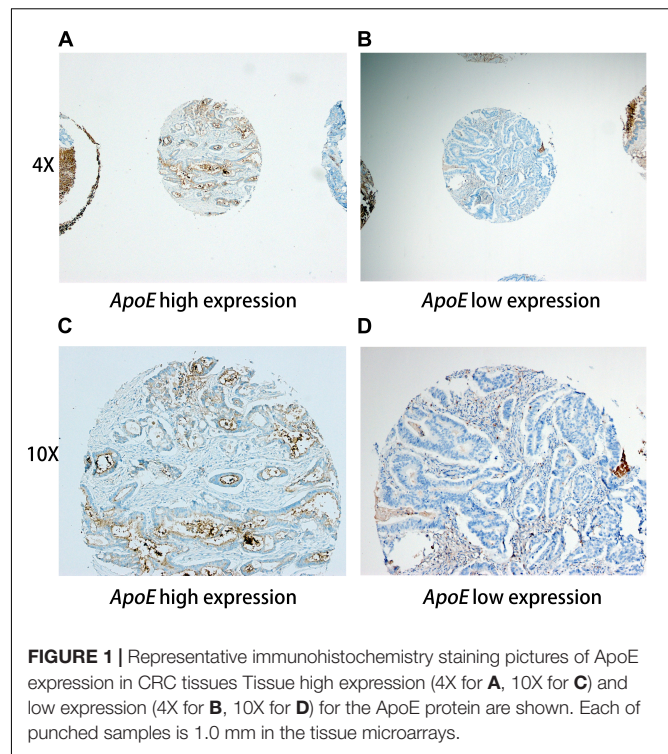 A
B
4X
ApoE high expression
ApoE low expression
C
D
10X
ApoE high expression
ApoE low expression
FIGURE 1 | Representative immunohistochemistry staining pictures of ApoE
expression in CRC tissues Tissue high expression (4X for A, 10X for C) and
low expression (4X for B, 10X for D) for the ApoE protein are shown. Each of
punched samples is 1.0 mm in the tissue microarrays.